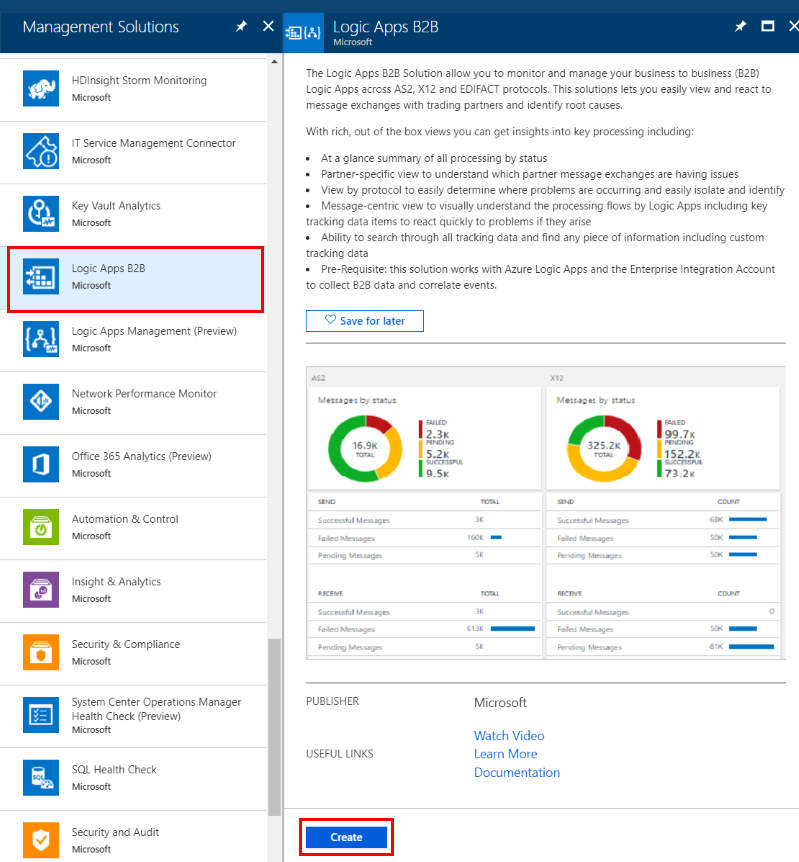 Management Solutions
HDInsight Storm Monitoring
Microsoft
IT Service Management Connector
Microsoft
Key Vault Analytics
Microsoft
Logic Apps B2B
Microsoft
Logic Apps Management (Preview)
Microsoft
Network Performance Monitor
Microsoft
Office 365 Analytics (Preview)
Microsoft
Automation & Control
Microsoft
Insight & Analytics
Microsoft
Security & Compliance
Microsoft
System Center Operations Manager
Health Check (Preview)
Microsoft
SQL Health Check
Microsoft
Security and Audit
Microsoft
Logic Apps B2B
Microsoft
The Logic Apps B2B Solution allow you to monitor and manage your business to business (B2B)
Logic Apps across AS2, X12 and EDIFACT protocols. This solutions lets you easily view and react to
message exchanges with trading partners and identify root causes.
With rich, out of the box views you can get insights into key processing including:
• At a glance summary of all processing by status
• Partner-specific view to understand which partner message exchanges are having issues
• View by protocol to easily determine where problems are occurring and easily isolate and identify
• Message-centric view to visually understand the processing flows by Logic Apps including key
tracking data items to react quickly to problems if they arise
• Ability to search through all tracking data and find any piece of information including custom
tracking data
• Pre-Requisite: this solution works with Azure Logic Apps and the Enterprise Integration Account
to collect B2B data and correlate events.
Save for later
AS2
Messages by status
16.9K
TOTAL
FAILED
2.3K
PENDING
5.2K
SUCCESSFUL
9.5K
SEND TOTAL
Successful Messages 3K
Failed Messages 160K
Pending Messages 5K
RECEIVE TOTAL
Successful Messages 3K
Failed Messages 613K
Pending Messages 5K
X12
Messages by status
325.2K
TOTAL
FAILED
99.7K
PENDING
152.2K
SUCCESSFUL
73.2K
SEND COUNT
Successful Messages 68K
Failed Messages 50K
Pending Messages 50K
RECEIVE COUNT
Successful Messages 0
Failed Messages 50K
Pending Messages 81K
PUBLISHER Microsoft
USEFUL LINKS
Watch Video
Learn More
Documentation
Create